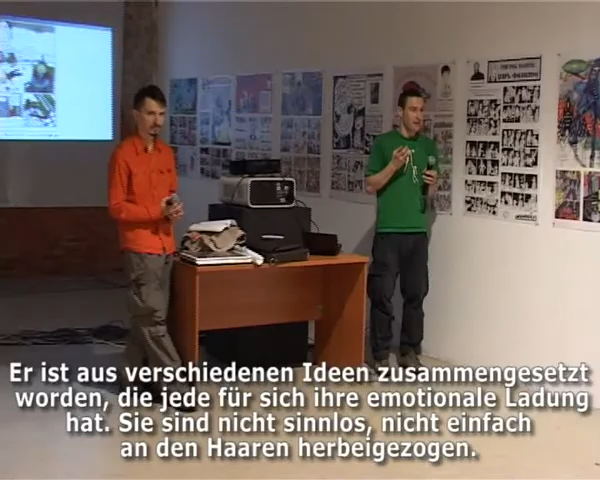 Er ist aus verschiedenen Ideen zusammengesetzt
worden, die jede für sich ihre emotionale Ladung
hat. Sie sind nicht sinnlos, nicht einfach
an den Haaren herbeigezogen.